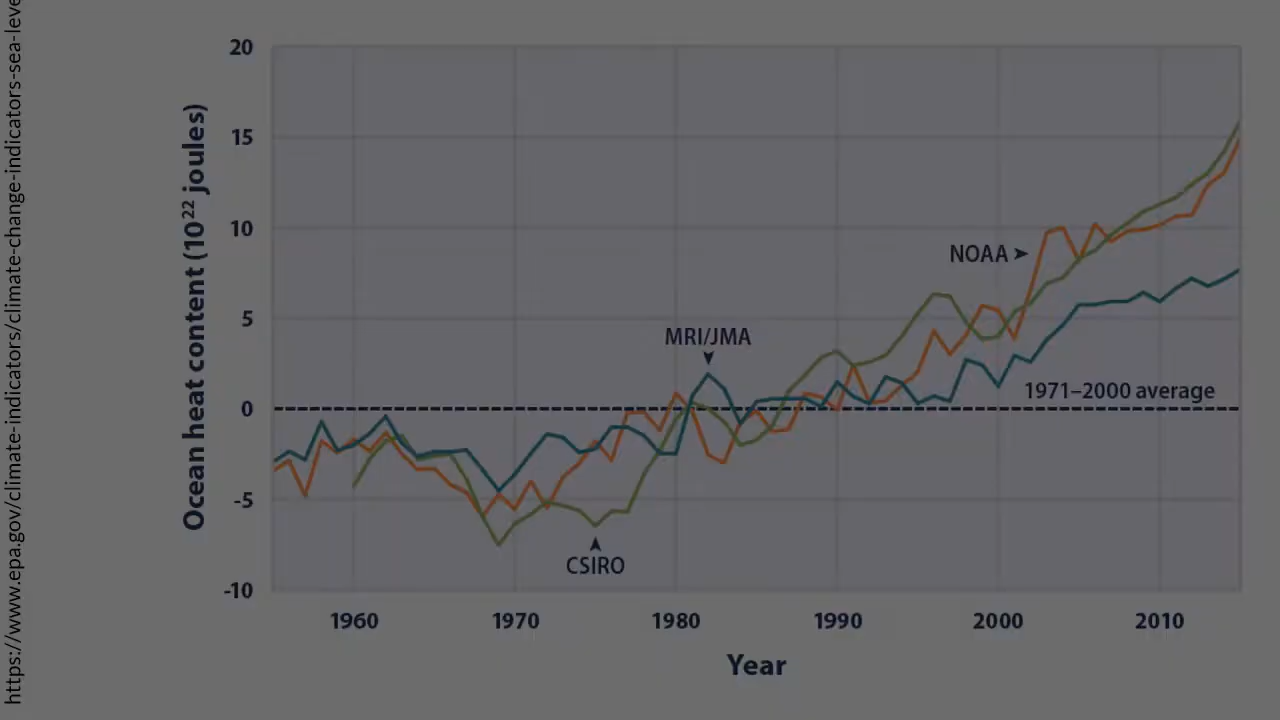 https://www.epa.gov/climate-indicators/climate-change-indicators-sea-leve
Ocean heat content (10²² joules)
20
15
10
5
0
-5
-10
NOAA
MRI/JMA
1971–2000 average
CSIRO
1960 1970 1980 1990 2000 2010
Year